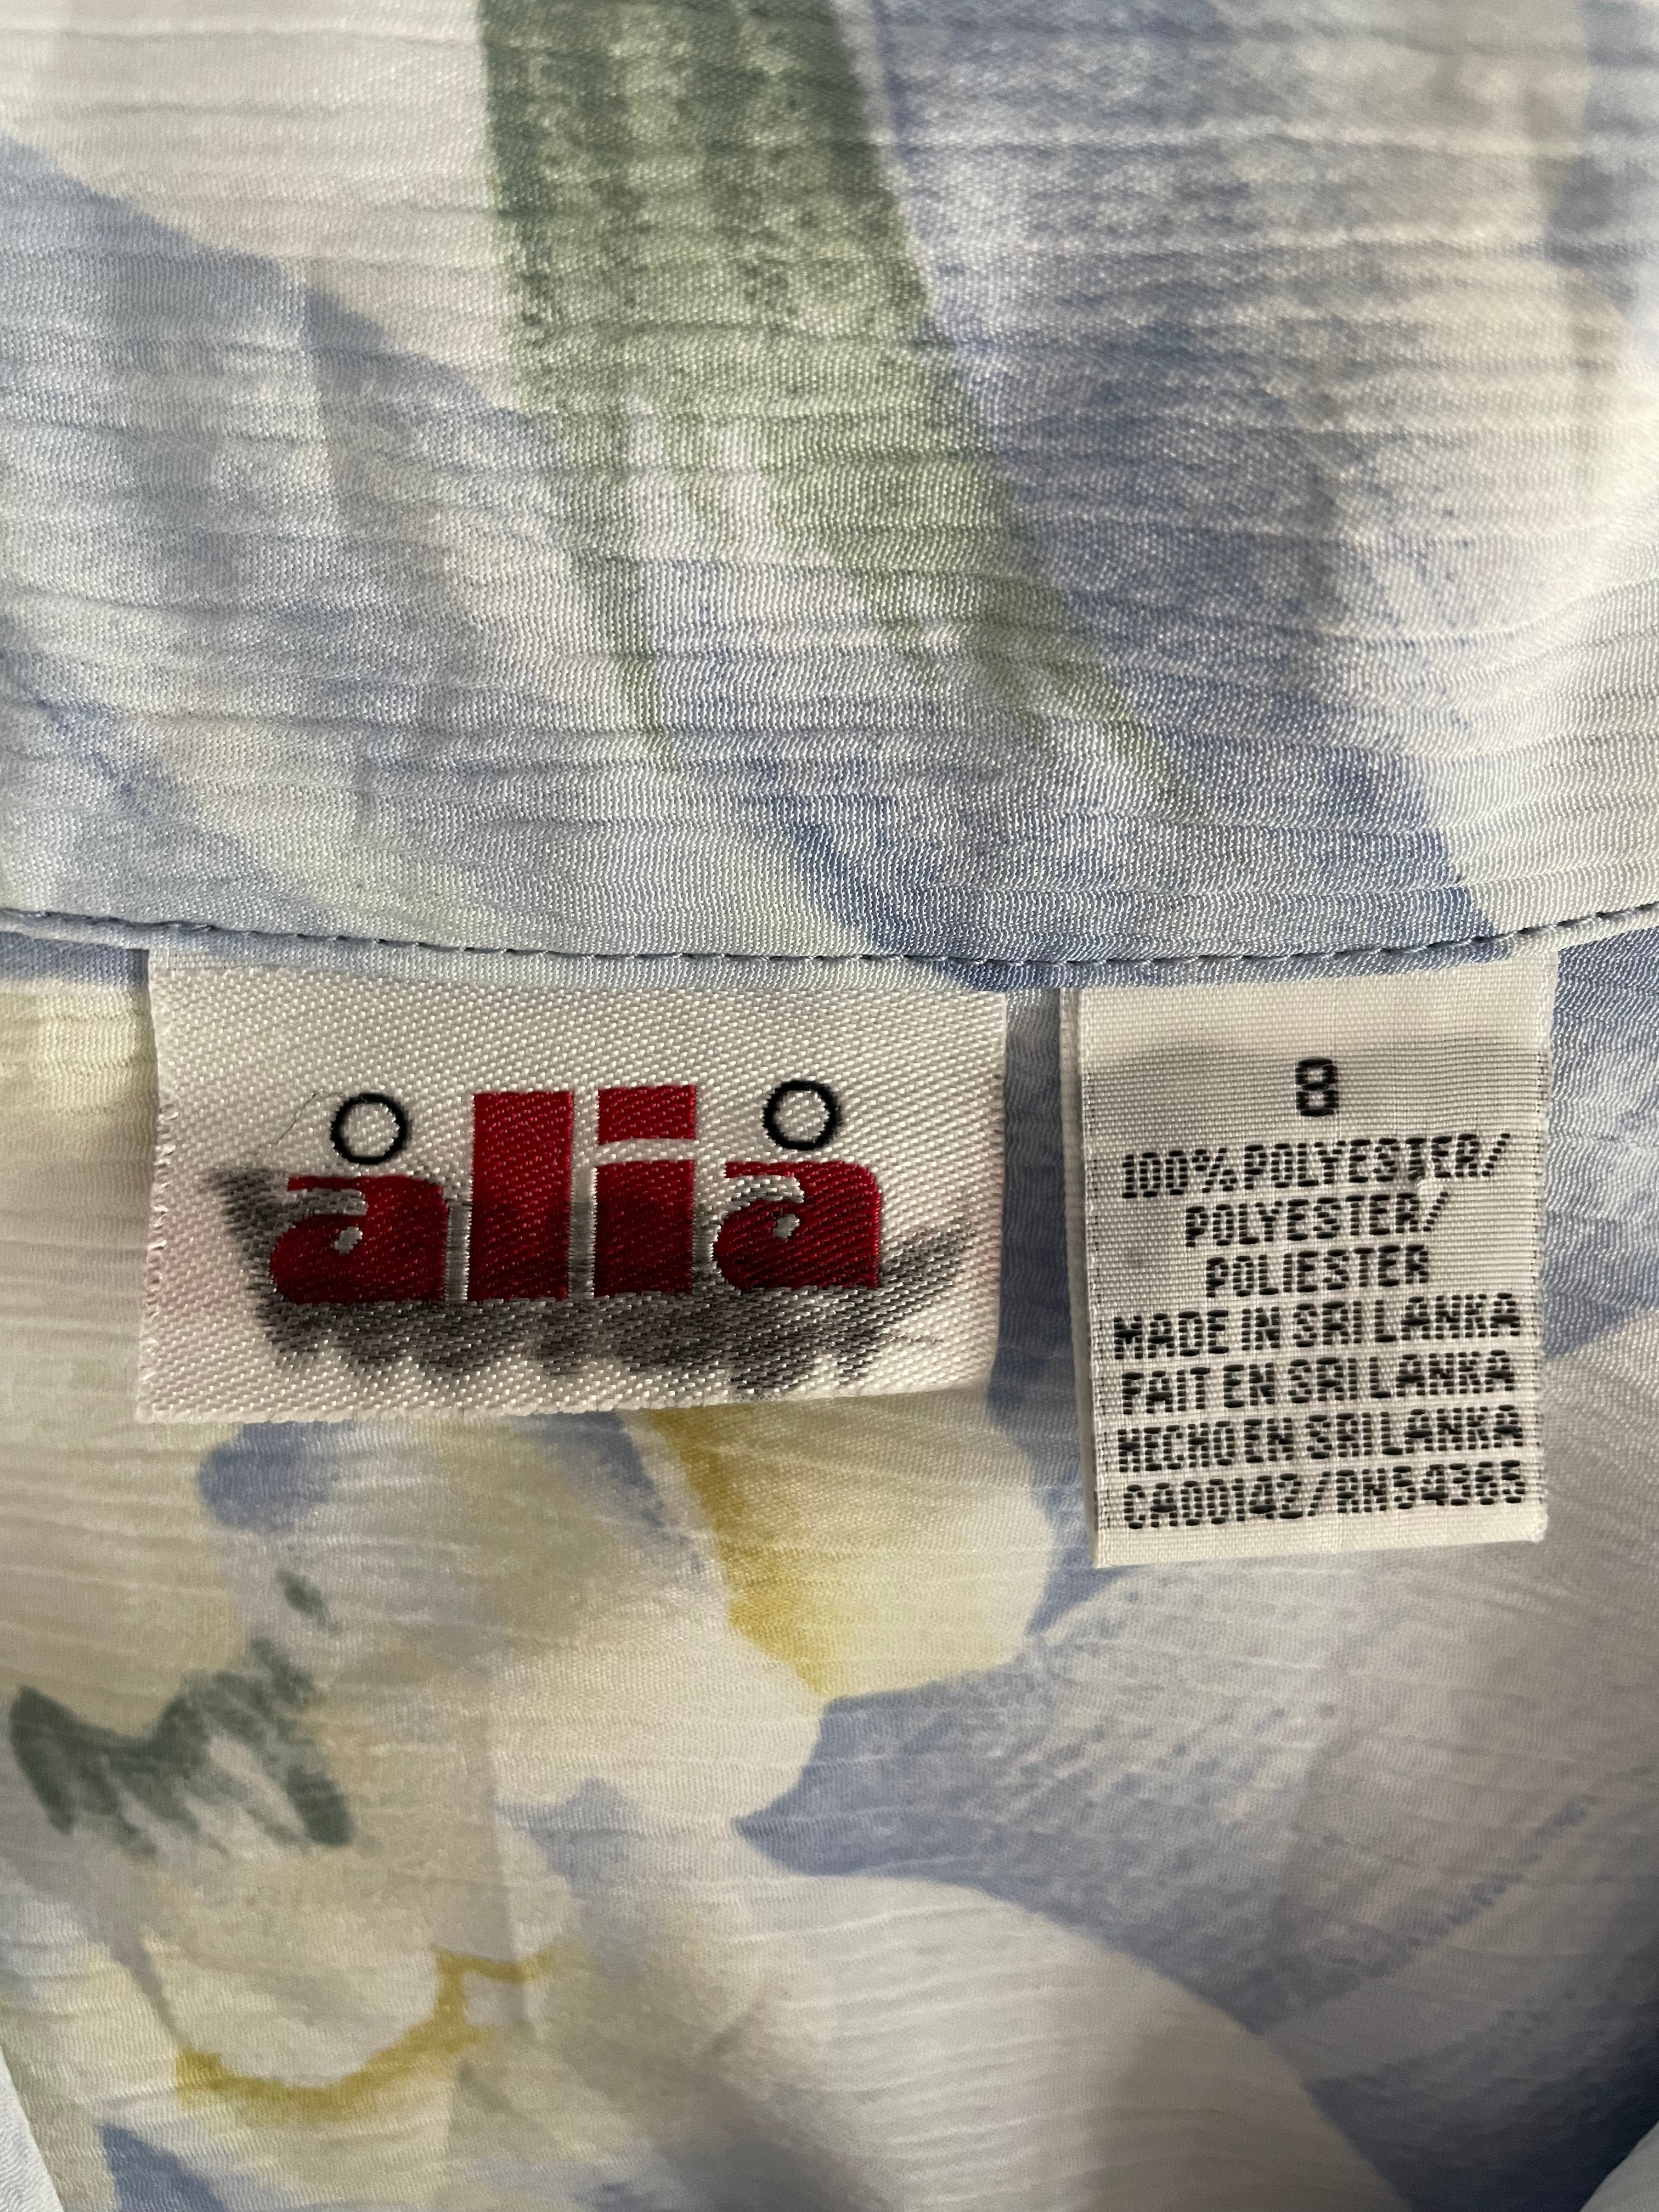 åliå
8
100% POLYESTER/
POLYESTER/
POLIESTER
MADE IN SRI LANKA
FAIT EN SRI LANKA
HECHO EN SRI LANKA
CA00142/RN54365